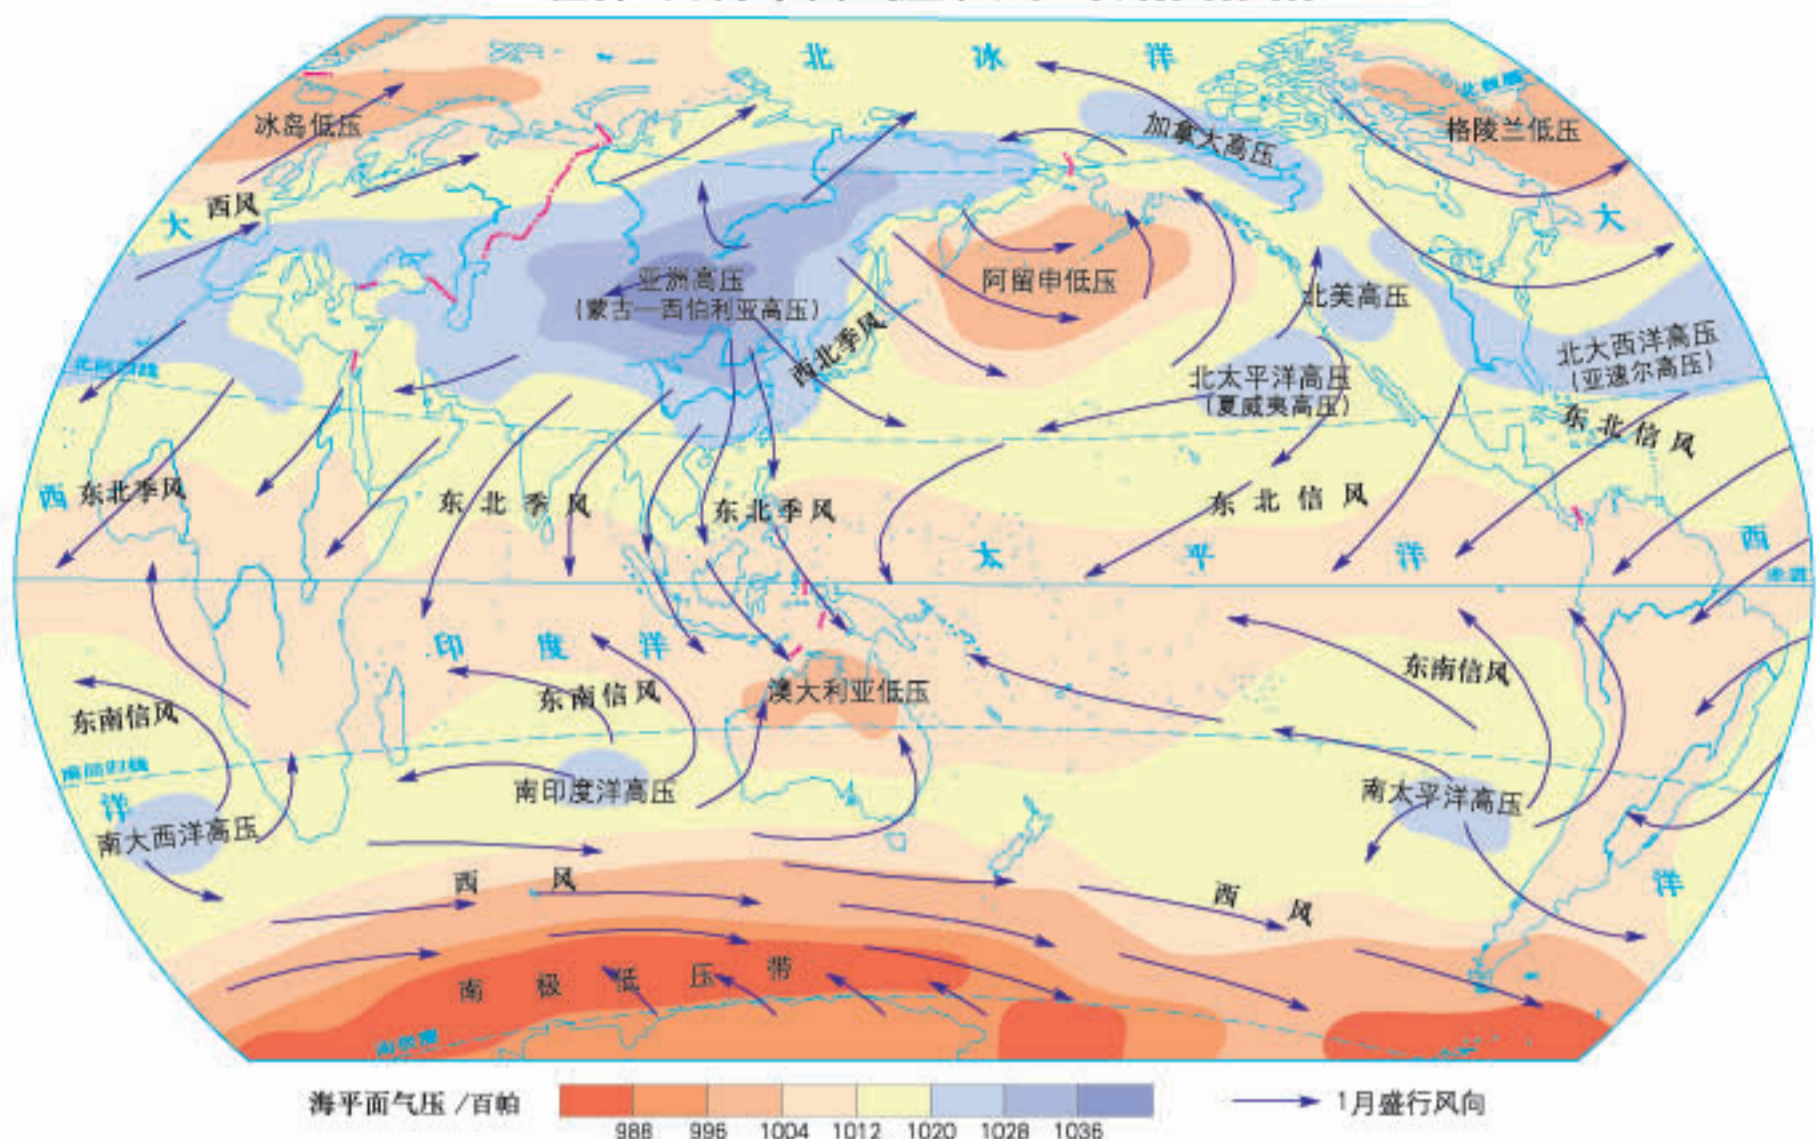 北 冰 洋
冰岛低压
加拿大高压
格陵兰低压
西风
大
大
亚洲高压
(蒙古—西伯利亚高压)
阿留申低压
北美高压
西北季风
北大西洋高压
(亚速尔高压)
北太平洋高压
(夏威夷高压)
东北信风
西
东北季风
东北季风
东北季风
东北信风
太 平 洋
西
印 度 洋
东南信风
澳大利亚低压
东南信风
东南信风
南回归线
洋
南印度洋高压
南太平洋高压
南大西洋高压
西风
西风
洋
南极低压带
海平面气压/百帕
988 996 1004 1012 1020 1028 1036
1月盛行风向